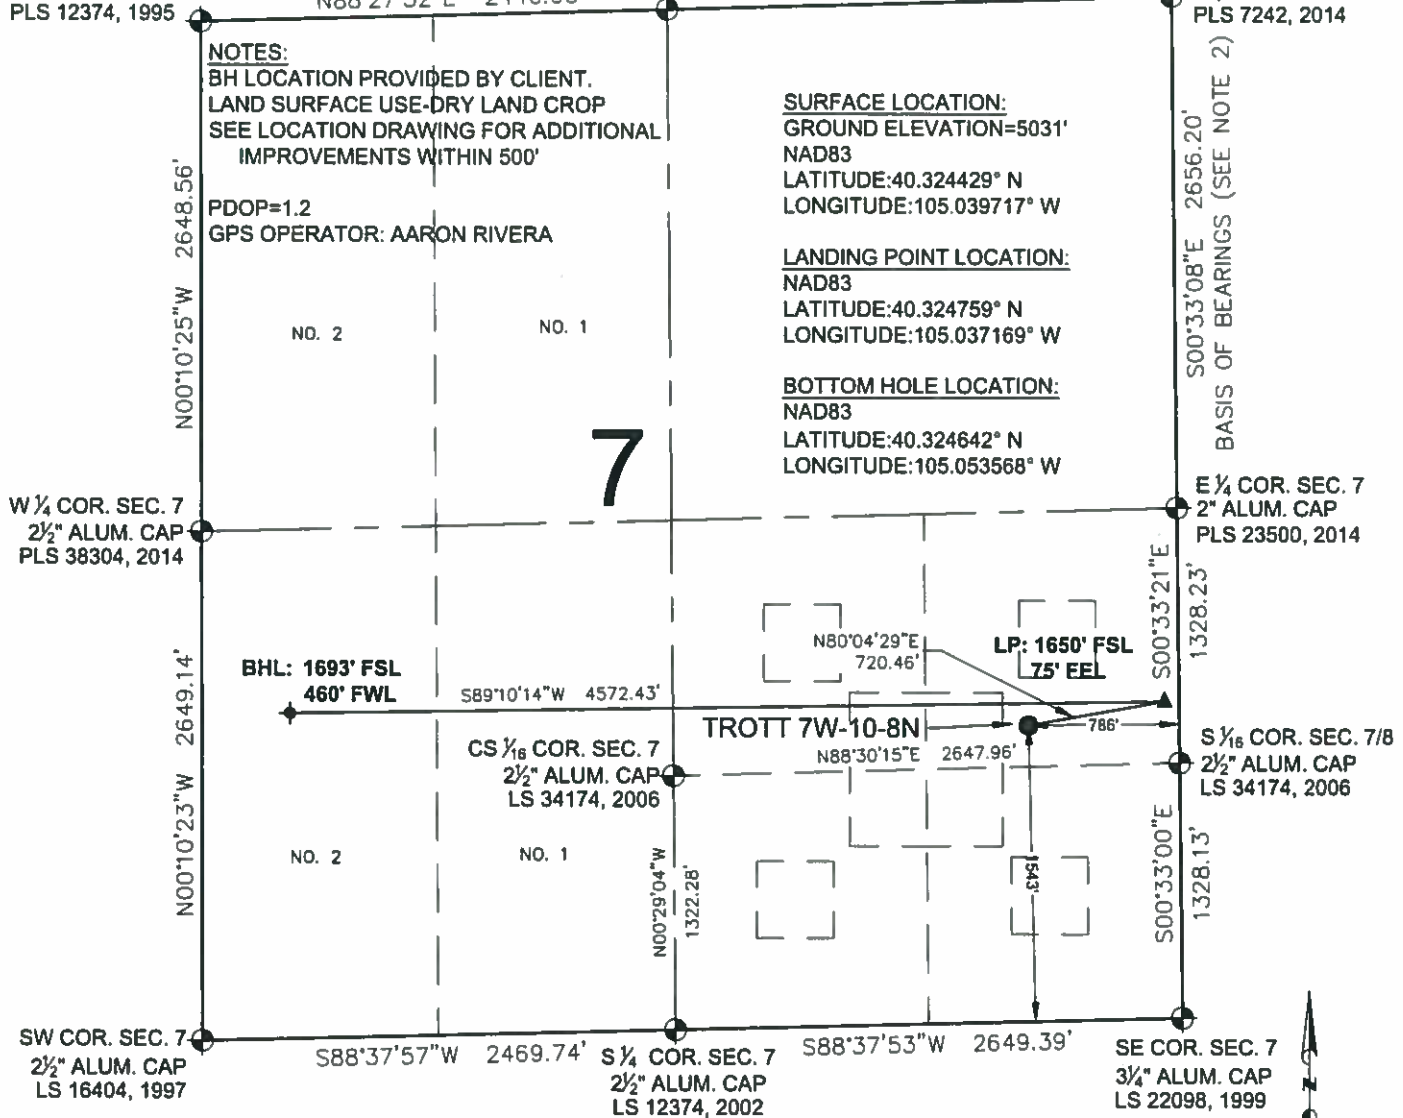 PLS 12374, 1995
PLS 7242, 2014
NOTES:
BH LOCATION PROVIDED BY CLIENT.
LAND SURFACE USE-DRY LAND CROP
SEE LOCATION DRAWING FOR ADDITIONAL
IMPROVEMENTS WITHIN 500'
PDOP=1.2
GPS OPERATOR: AARON RIVERA
SURFACE LOCATION:
GROUND ELEVATION=5031'
NAD83
LATITUDE:40.324429° N
LONGITUDE:105.039717° W
LANDING POINT LOCATION:
NAD83
LATITUDE:40.324759° N
LONGITUDE:105.037169° W
BOTTOM HOLE LOCATION:
NAD83
LATITUDE:40.324642° N
LONGITUDE:105.053568° W
N00°10'25"W 2648.56'
S00°33'08"E 2656.20'
BASIS OF BEARINGS (SEE NOTE 2)
NO. 2
NO. 1
7
W 1/4 COR. SEC. 7
2½" ALUM. CAP
PLS 38304, 2014
E 1/4 COR. SEC. 7
2" ALUM. CAP
PLS 23500, 2014
S00°33'21"E
1328.23'
N80°04'29"E
720.46'
LP: 1650' FSL
75' FEL
BHL: 1693' FSL
460' FWL
S89°10'14"W 4572.43'
TROTT 7W-10-8N
786'
N88°30'15"E 2647.96'
CS 1/16 COR. SEC. 7
2½" ALUM. CAP
LS 34174, 2006
S 1/16 COR. SEC. 7/8
2½" ALUM. CAP
LS 34174, 2006
N00°10'23"W 2649.14'
NO. 2
NO. 1
N00°29'04"W
1322.28'
1543'
S00°33'00"E
1328.13'
SW COR. SEC. 7
2½" ALUM. CAP
LS 16404, 1997
S88°37'57"W 2469.74'
S 1/4 COR. SEC. 7
2½" ALUM. CAP
LS 12374, 2002
S88°37'53"W 2649.39'
SE COR. SEC. 7
3¼" ALUM. CAP
LS 22098, 1999
N